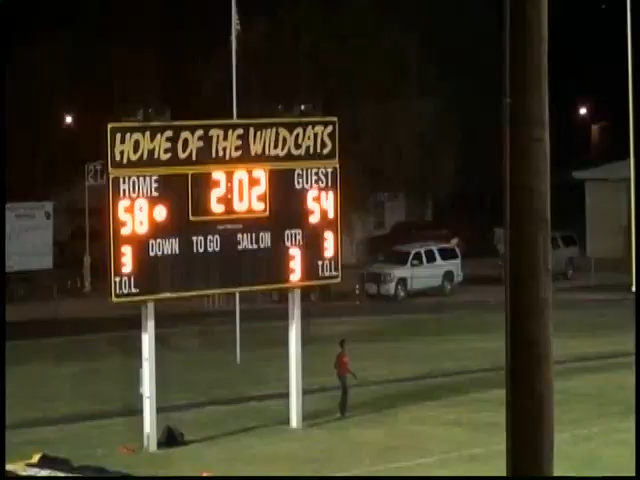 HOME OF THE WILDCATS
HOME 2:02 GUEST
58 54
DOWN TO GO BALL ON QTR
3 3 3
T.O.L. T.O.L.